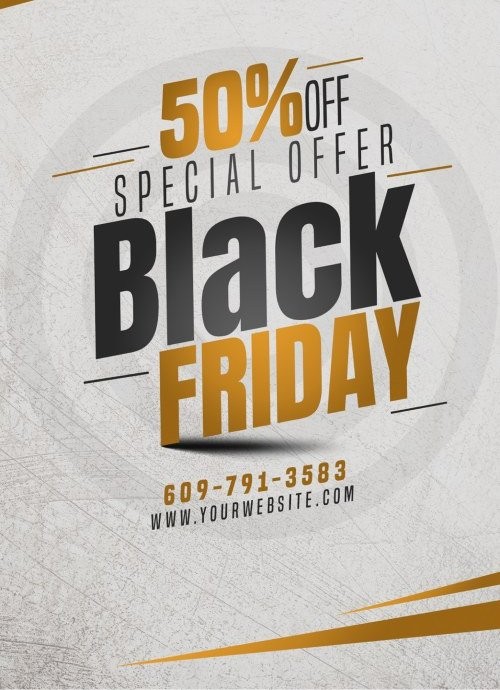 50% OFF
SPECIAL OFFER
Black
FRIDAY
609-791-3583
WWW.YOURWEBSITE.COM